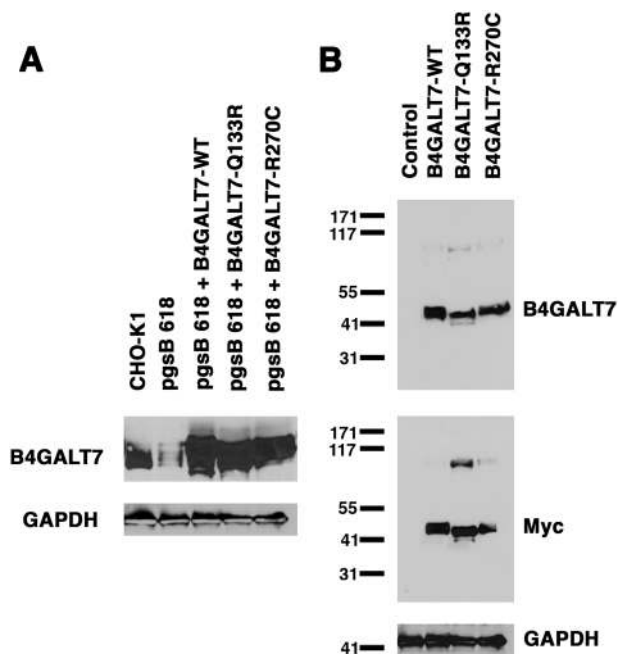 A
CHO-K1
pgsB 618
pgsB 618 + B4GALT7-WT
pgsB 618 + B4GALT7-Q133R
pgsB 618 + B4GALT7-R270C
B4GALT7
GAPDH
B
Control
B4GALT7-WT
B4GALT7-Q133R
B4GALT7-R270C
171
117
55
41
31
B4GALT7
171
117
55
41
31
Myc
41
GAPDH